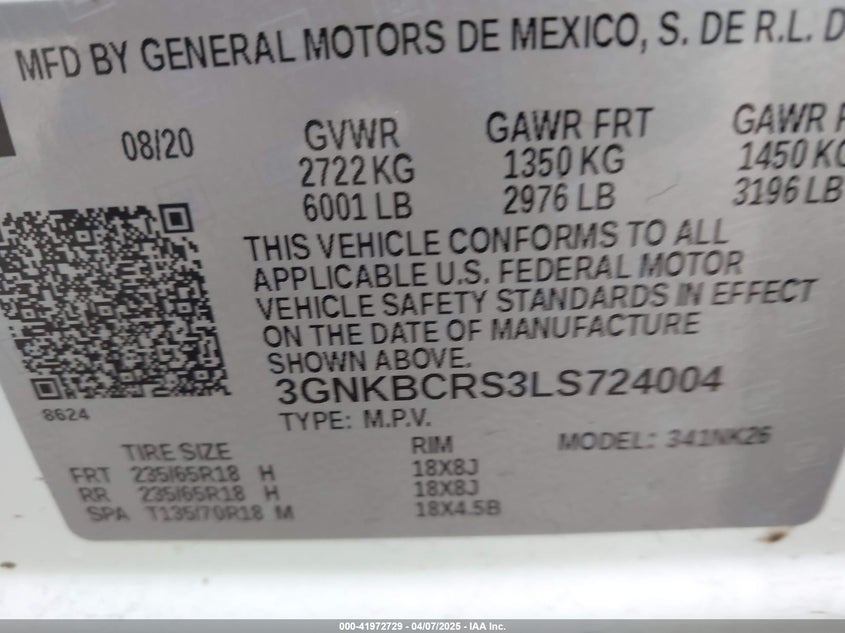 MFD BY GENERAL MOTORS DE MEXICO, S. DE R.L. D
08/20 GVWR GAWR FRT GAWR
2722 KG 1350 KG 1450 KG
6001 LB 2976 LB 3196 LB
THIS VEHICLE CONFORMS TO ALL
APPLICABLE U.S. FEDERAL MOTOR
VEHICLE SAFETY STANDARDS IN EFFECT
ON THE DATE OF MANUFACTURE
SHOWN ABOVE.
3GNKBCRS3LS724004
8624 TYPE: M.P.V.
TIRE SIZE RIM MODEL: 341NK26
FRT 235/65R18 H 18X8J
RR 235/65R18 H 18X8J
SPA T135/70R18 M 18X4.5B
000-41972729 - 04/07/2025 - IAA Inc.